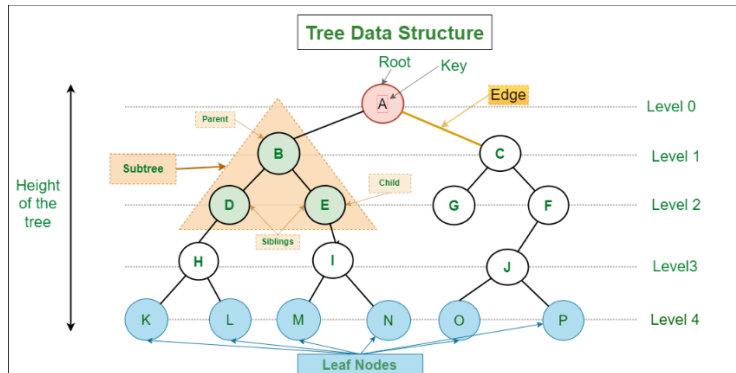 Tree Data Structure
Root
Key
A
Edge
Level 0
Parent
B
C
Level 1
Subtree
Height
of the
tree
Child
D
E
G
F
Level 2
Siblings
H
I
J
Level3
K
L
M
N
O
P
Level 4
Leaf Nodes